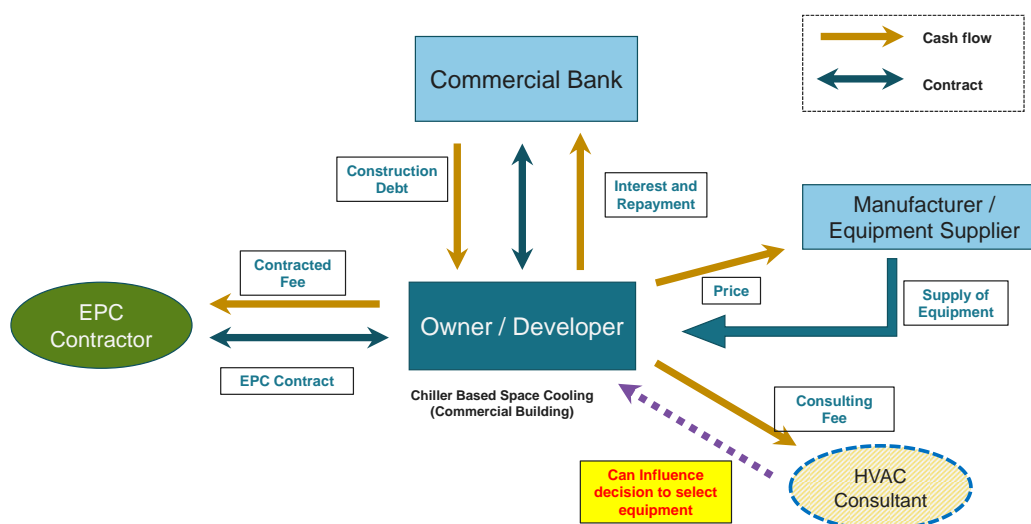 Cash flow
Contract
Commercial Bank
Construction
Debt
Interest and
Repayment
Manufacturer /
Equipment Supplier
Contracted
Fee
Price
Supply of
Equipment
EPC
Contractor
Owner / Developer
EPC Contract
Chiller Based Space Cooling
(Commercial Building)
Consulting
Fee
Can Influence
decision to select
equipment
HVAC
Consultant